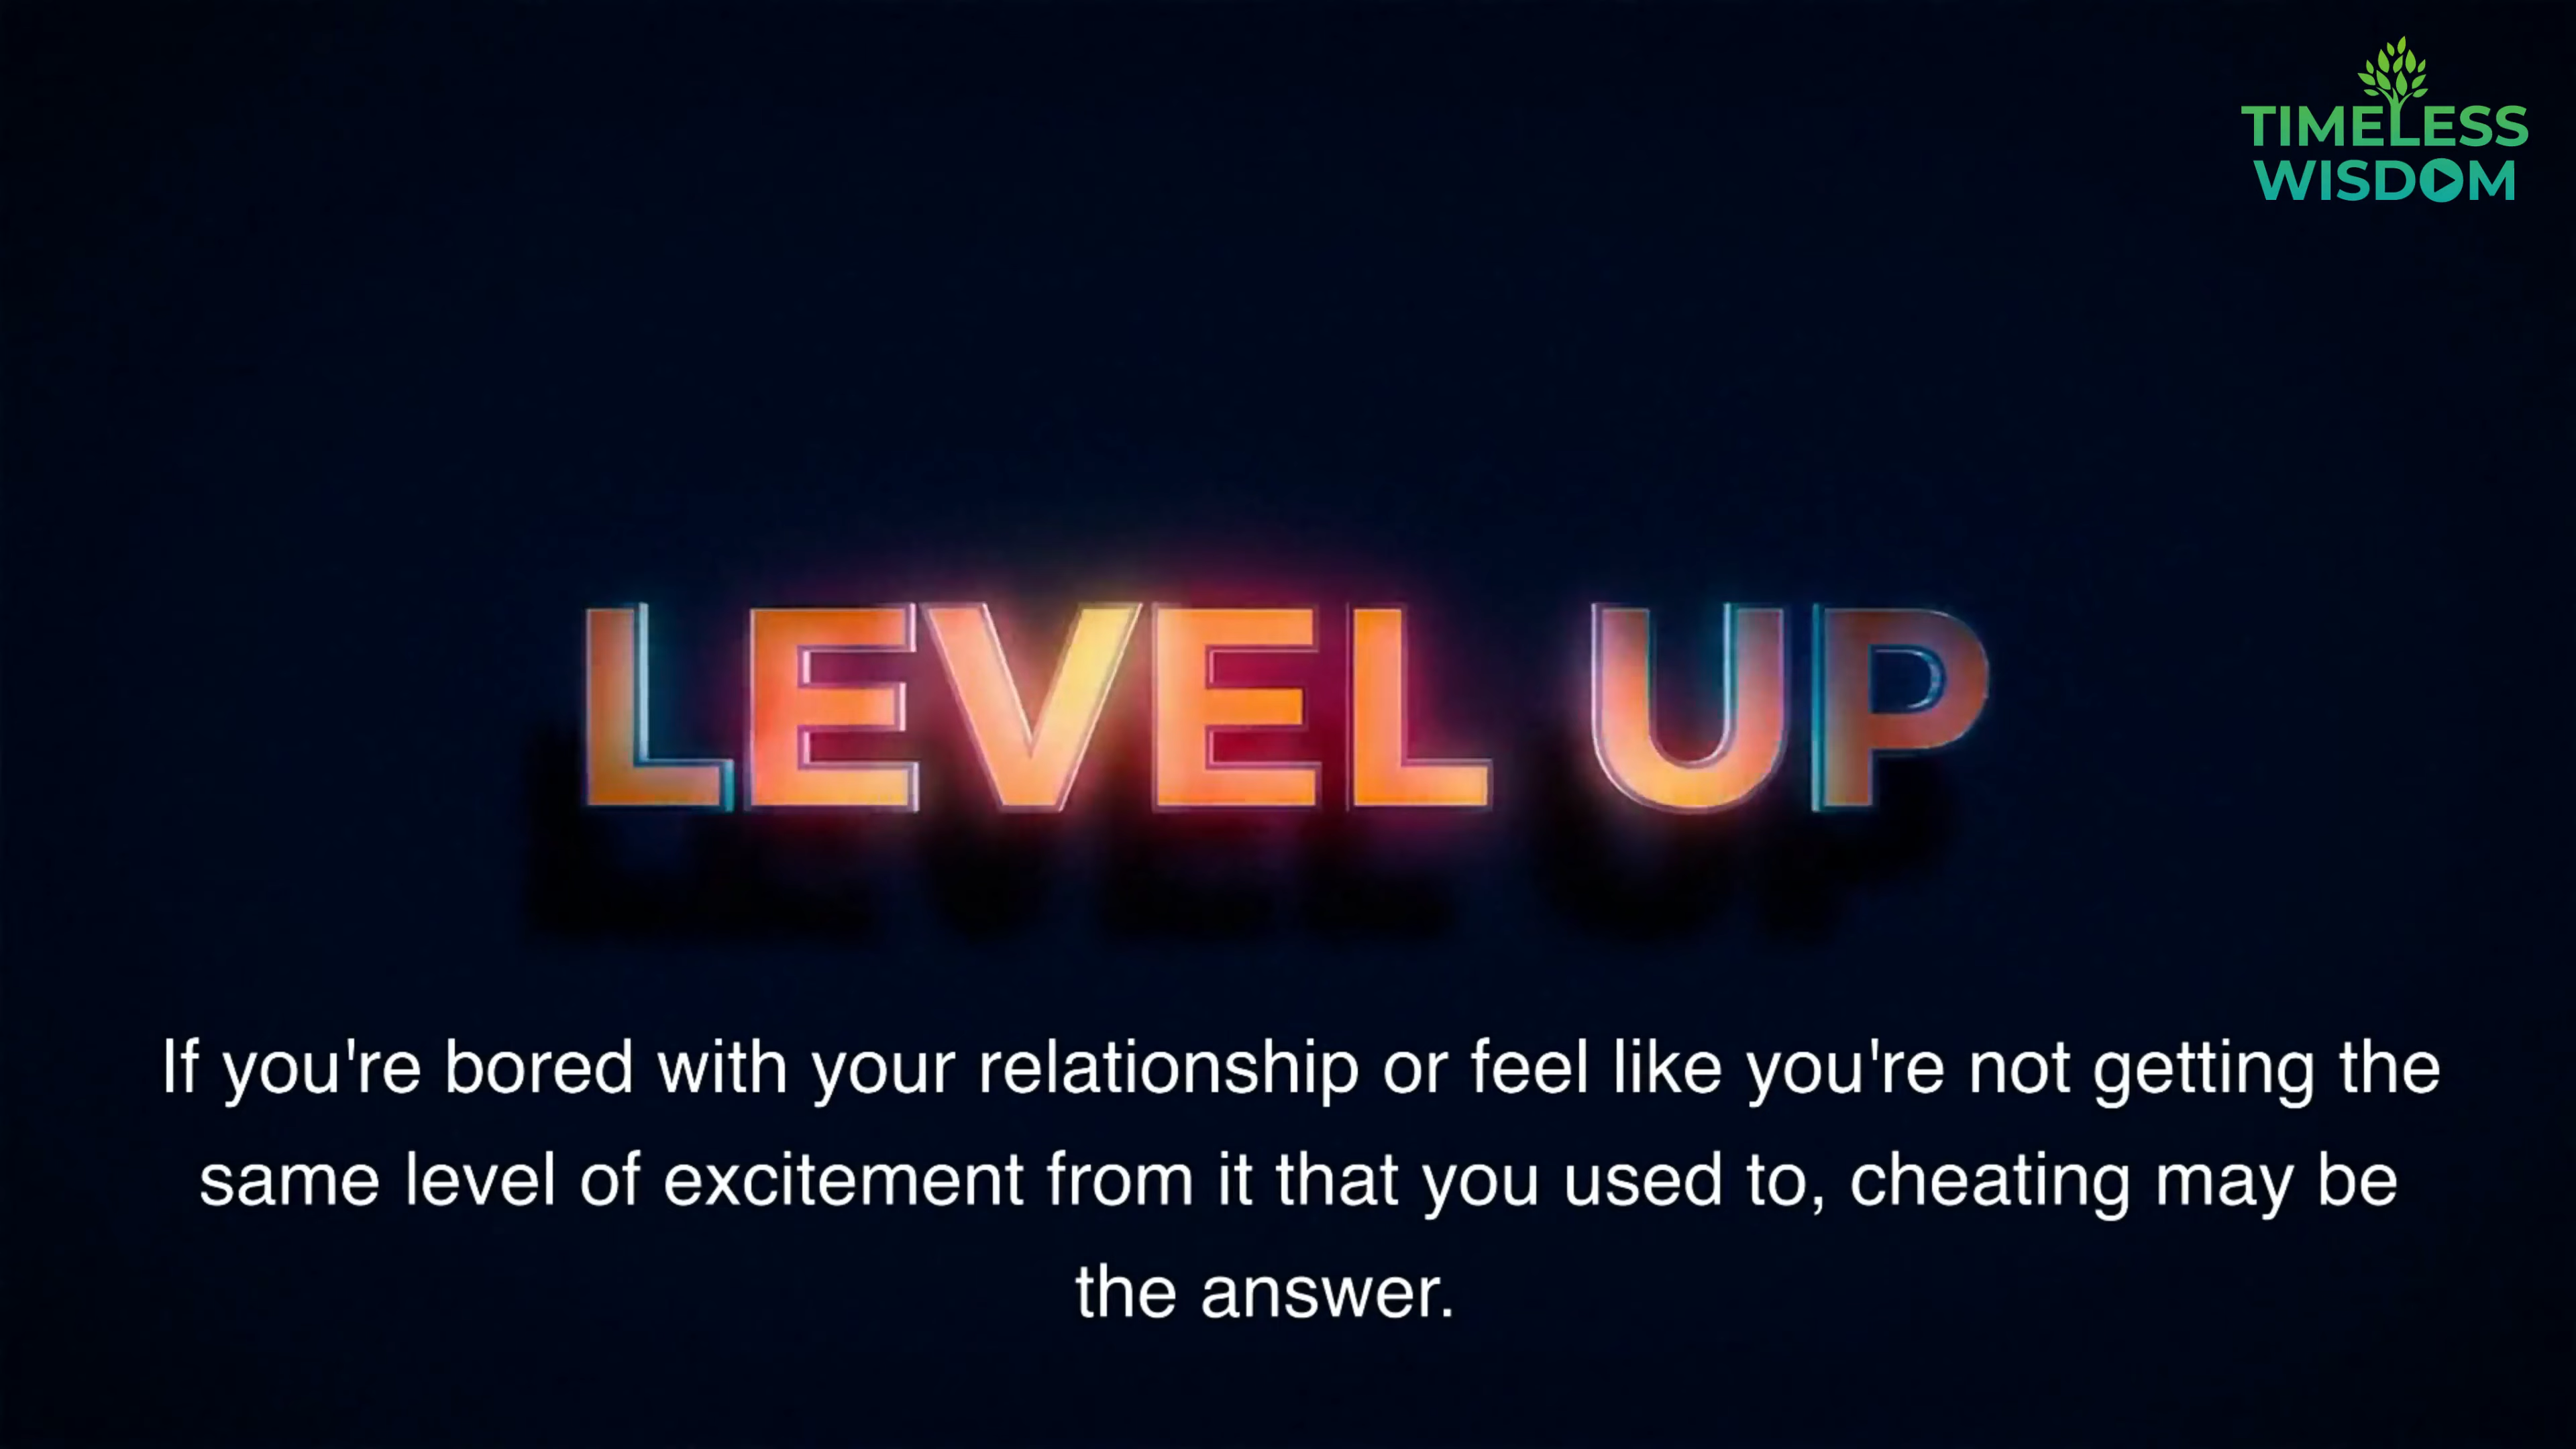 TIMELESS
WISDOM
LEVEL UP
If you're bored with your relationship or feel like you're not getting the
same level of excitement from it that you used to, cheating may be
the answer.